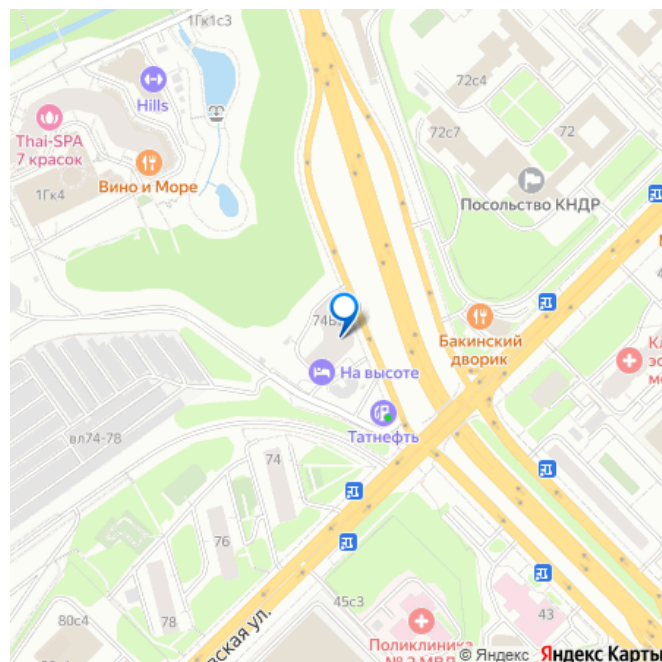 1Гк1с3
Hills
72с4
Thai-SPA
7 красок
72с7
72
Вино и Море
1Гк4
Посольство КНДР
74Б
Бакинский
дворик
На высоте
Татнефть
вл74-78
74
76
80с4
78
45с3
43
вская ул.
Поликлиника
№ 2 МВД
© Яндекс Яндекс Карты